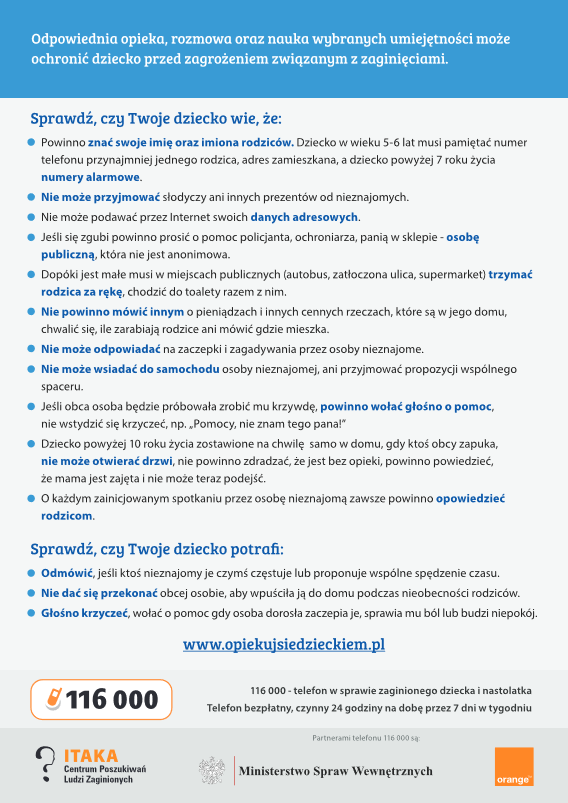 Odpowiednia opieka, rozmowa oraz nauka wybranych umiejętności może
ochronić dziecko przed zagrożeniem związanym z zaginięciami.
Sprawdź, czy Twoje dziecko wie, że:
Powinno znać swoje imię oraz imiona rodziców. Dziecko w wieku 5-6 lat musi pamiętać numer
telefonu przynajmniej jednego rodzica, adres zamieszkana, a dziecko powyżej 7 roku życia
numery alarmowe.
Nie może przyjmować słodyczy ani innych prezentów od nieznajomych.
Nie może podawać przez Internet swoich danych adresowych.
Jeśli się zgubi powinno prosić o pomoc policjanta, ochroniarza, panią w sklepie - osobę
publiczną, która nie jest anonimowa.
Dopóki jest małe musi w miejscach publicznych (autobus, zatłoczona ulica, supermarket) trzymać
rodzica za rękę, chodzić do toalety razem z nim.
Nie powinno mówić innym o pieniądzach i innych cennych rzeczach, które są w jego domu,
chwalić się, ile zarabiają rodzice ani mówić gdzie mieszka.
Nie może odpowiadać na zaczepki i zagadywania przez osoby nieznajome.
Nie może wsiadać do samochodu osoby nieznajomej, ani przyjmować propozycji wspólnego
spaceru.
Jeśli obca osoba będzie próbowała zrobić mu krzywdę, powinno wołać głośno o pomoc,
nie wstydzić się krzyczeć, np. „Pomocy, nie znam tego pana!”
Dziecko powyżej 10 roku życia zostawione na chwilę samo w domu, gdy ktoś obcy zapuka,
nie może otwierać drzwi, nie powinno zdradzać, że jest bez opieki, powinno powiedzieć,
że mama jest zajęta i nie może teraz podejść.
O każdym zainicjowanym spotkaniu przez osobę nieznajomą zawsze powinno opowiedzieć
rodzicom.
Sprawdź, czy Twoje dziecko potrafi:
Odmówić, jeśli ktoś nieznajomy je czymś częstuje lub proponuje wspólne spędzenie czasu.
Nie dać się przekonać obcej osobie, aby wpuściła ją do domu podczas nieobecności rodziców.
Głośno krzyczeć, wołać o pomoc gdy osoba dorosła zaczepia je, sprawia mu ból lub budzi niepokój.
www.opiekujsiedzieckiem.pl
116 000
116 000 - telefon w sprawie zaginionego dziecka i nastolatka
Telefon bezpłatny, czynny 24 godziny na dobę przez 7 dni w tygodniu
Partnerami telefonu 116 000 są:
ITAKA
Centrum Poszukiwań
Ludzi Zaginionych
Ministerstwo Spraw Wewnętrznych
orange™